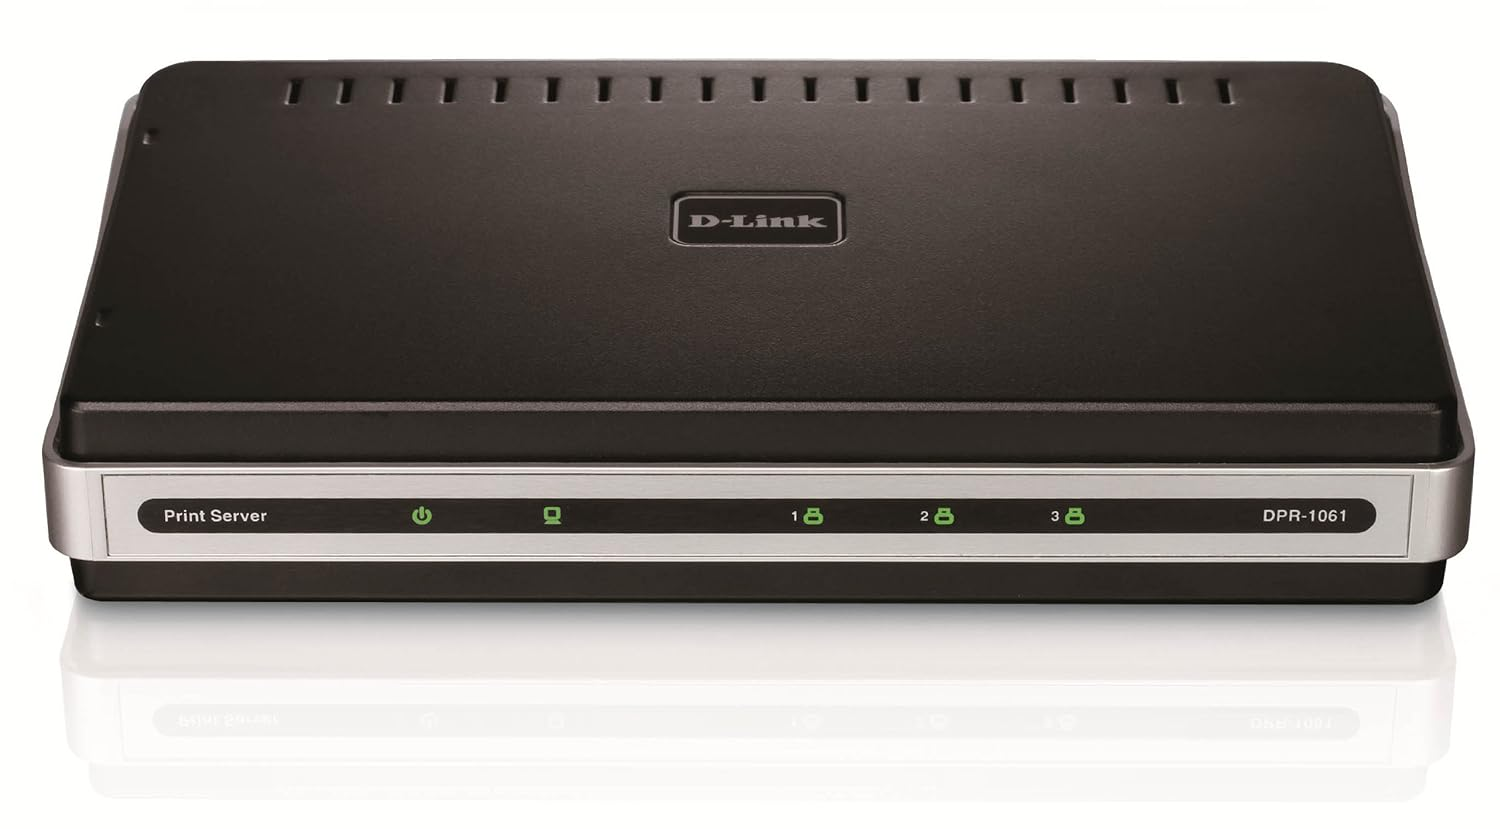 D-Link
Print Server 1 2 3 DPR-1061